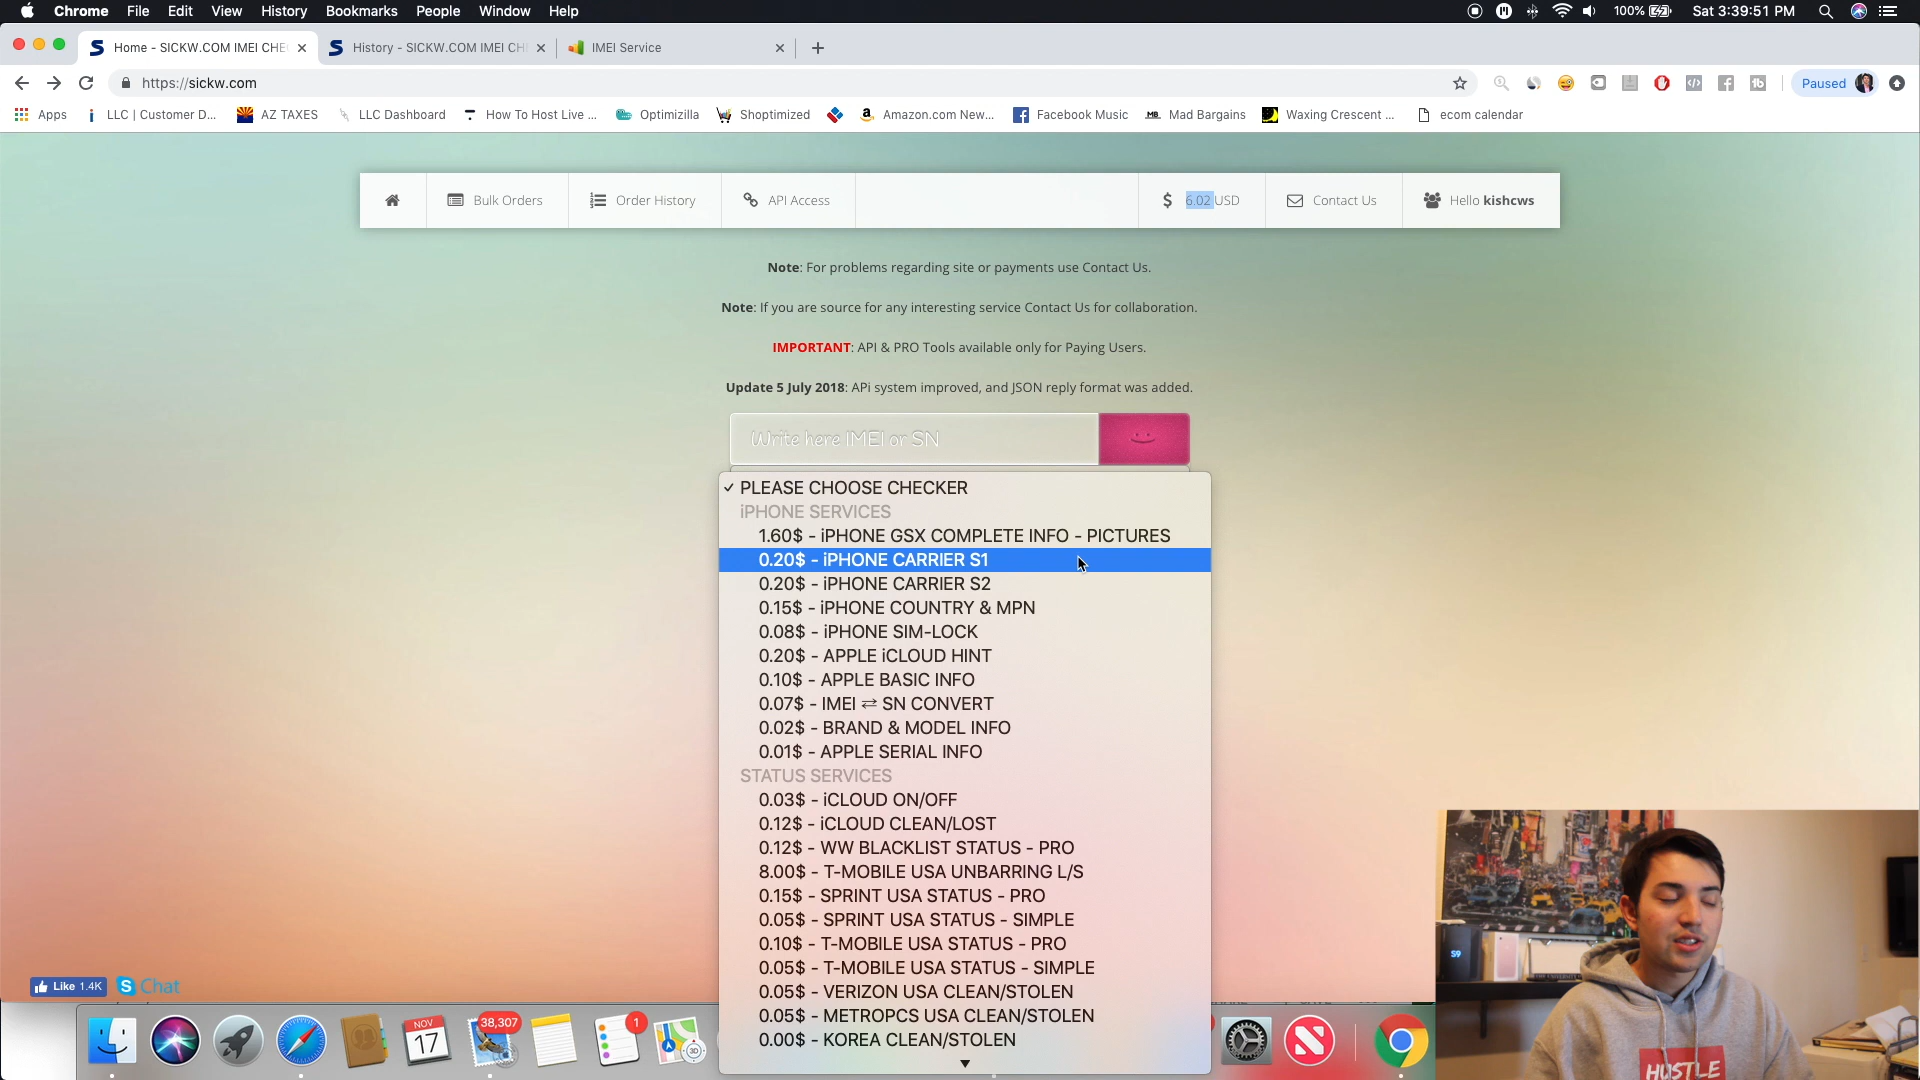 Chrome File Edit View History Bookmarks People Window Help 100% Sat 3:39:51 PM
Home - SICKW.COM IMEI CHE History - SICKW.COM IMEI CH IMEI Service
https://sickw.com Paused
Apps LLC | Customer D... AZ TAXES LLC Dashboard How To Host Live ... Optimizilla Shoptimized Amazon.com New... Facebook Music Mad Bargains Waxing Crescent ... ecom calendar
Bulk Orders Order History API Access $ 6.02 USD Contact Us Hello kishcws
Note: For problems regarding site or payments use Contact Us.
Note: If you are source for any interesting service Contact Us for collaboration.
IMPORTANT: API & PRO Tools available only for Paying Users.
Update 5 July 2018: APi system improved, and JSON reply format was added.
Write here IMEI or SN
✓ PLEASE CHOOSE CHECKER
iPHONE SERVICES
1.60$ - iPHONE GSX COMPLETE INFO - PICTURES
0.20$ - iPHONE CARRIER S1
0.20$ - iPHONE CARRIER S2
0.15$ - iPHONE COUNTRY & MPN
0.08$ - iPHONE SIM-LOCK
0.20$ - APPLE iCLOUD HINT
0.10$ - APPLE BASIC INFO
0.07$ - IMEI ⇄ SN CONVERT
0.02$ - BRAND & MODEL INFO
0.01$ - APPLE SERIAL INFO
STATUS SERVICES
0.03$ - iCLOUD ON/OFF
0.12$ - iCLOUD CLEAN/LOST
0.12$ - WW BLACKLIST STATUS - PRO
8.00$ - T-MOBILE USA UNBARRING L/S
0.15$ - SPRINT USA STATUS - PRO
0.05$ - SPRINT USA STATUS - SIMPLE
0.10$ - T-MOBILE USA STATUS - PRO
0.05$ - T-MOBILE USA STATUS - SIMPLE
0.05$ - VERIZON USA CLEAN/STOLEN
0.05$ - METROPCS USA CLEAN/STOLEN
0.00$ - KOREA CLEAN/STOLEN
Like 1.4K Chat
NOV 17 38,307 1 3D
S9
HUSTLE